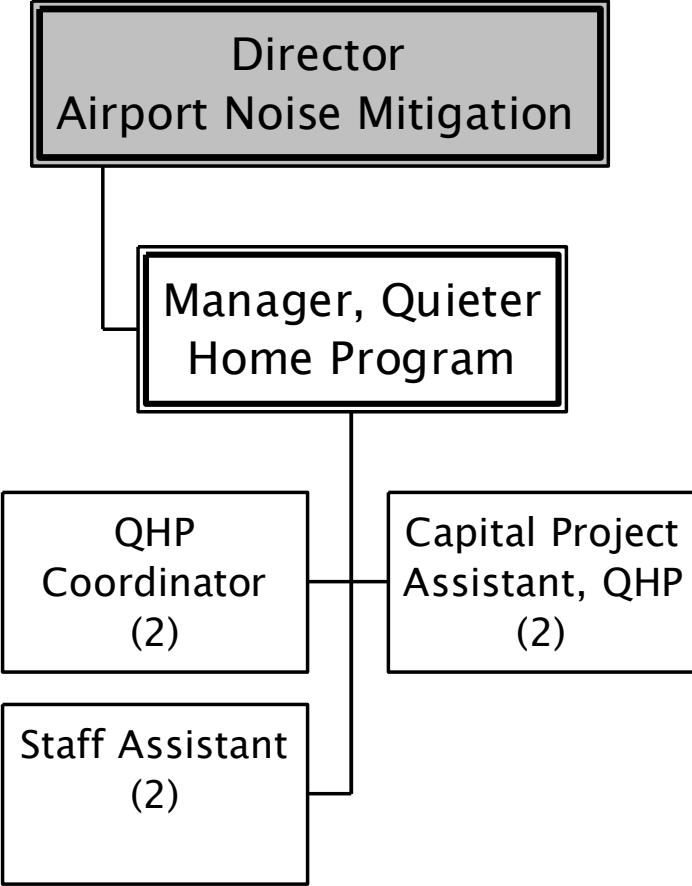 Director
Airport Noise Mitigation
Manager, Quieter
Home Program
QHP
Coordinator
(2)
Capital Project
Assistant, QHP
(2)
Staff Assistant
(2)